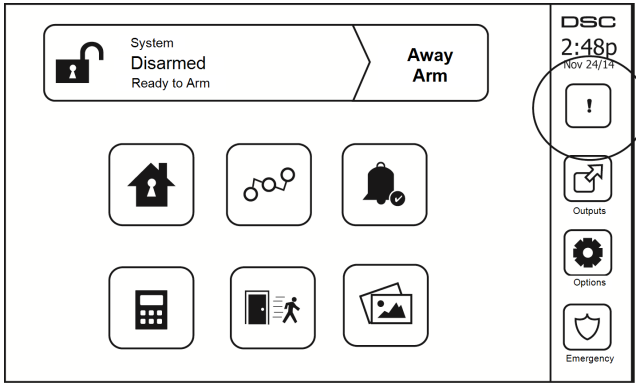 System
Disarmed
Ready to Arm
Away
Arm
DSC
2:48p
Nov 24/14
!
Outputs
Options
Emergency